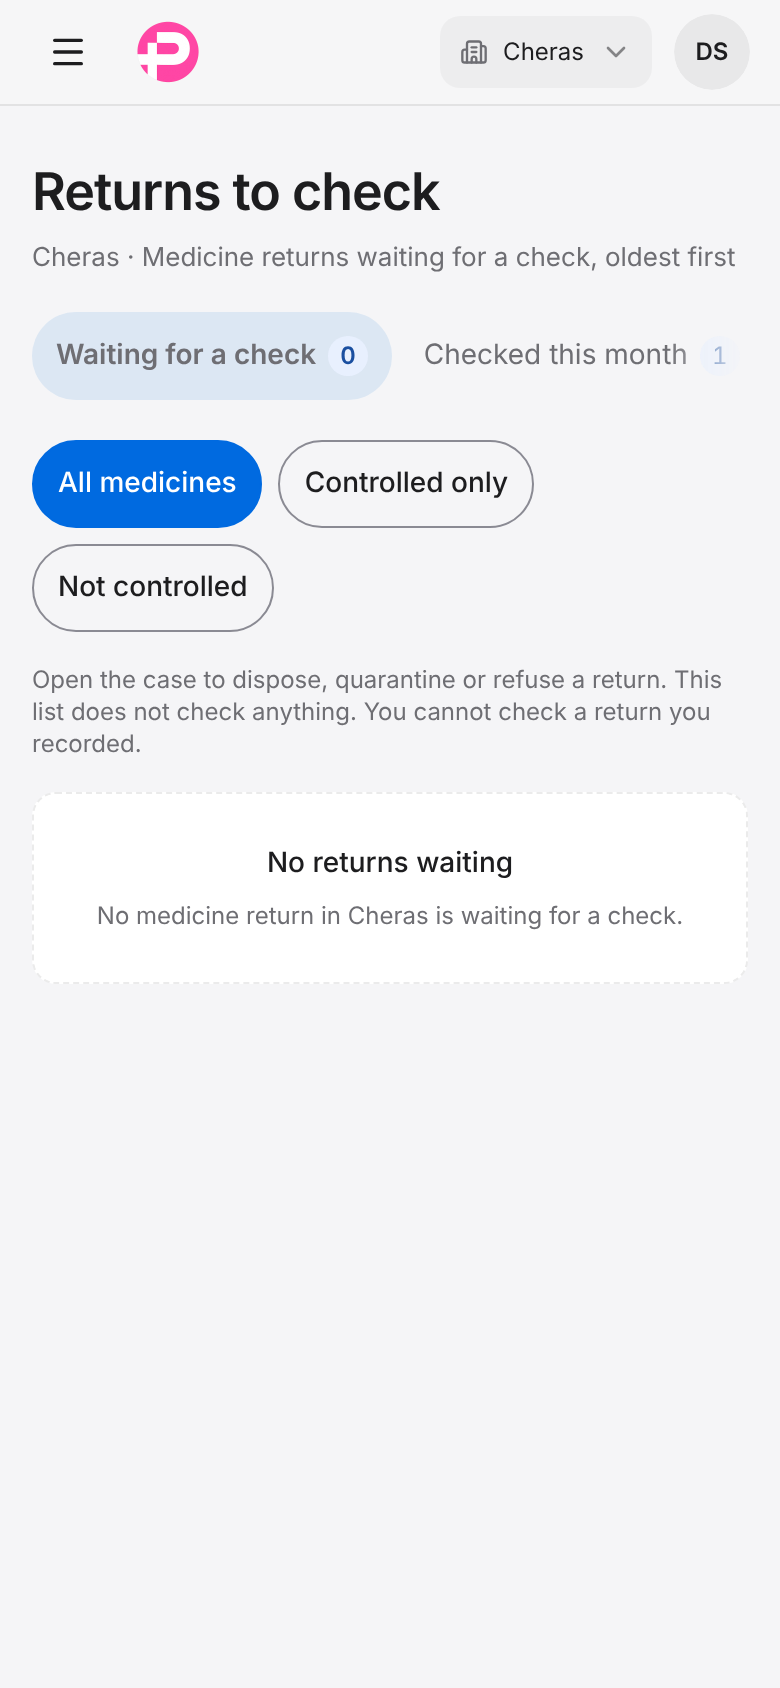 Cheras
DS
Returns to check
Cheras · Medicine returns waiting for a check, oldest first
Waiting for a check 0
Checked this month 1
All medicines
Controlled only
Not controlled
Open the case to dispose, quarantine or refuse a return. This
list does not check anything. You cannot check a return you
recorded.
No returns waiting
No medicine return in Cheras is waiting for a check.